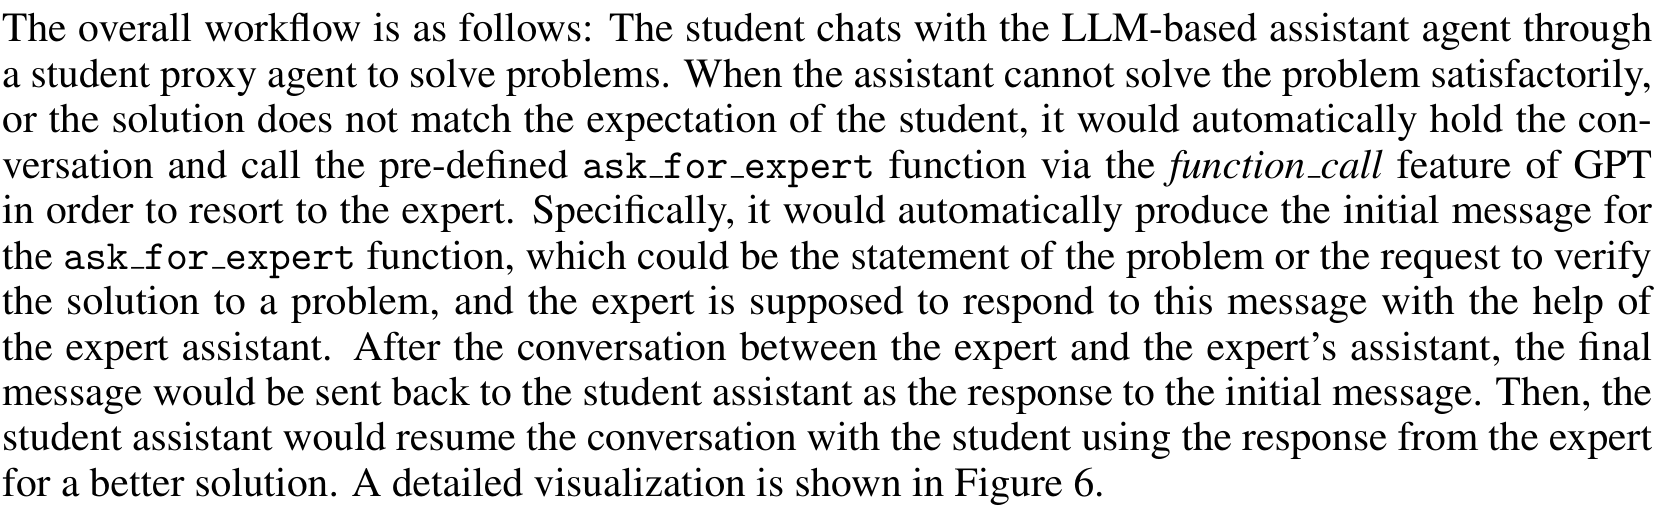 The overall workflow is as follows: The student chats with the LLM-based assistant agent through
a student proxy agent to solve problems. When the assistant cannot solve the problem satisfactorily,
or the solution does not match the expectation of the student, it would automatically hold the con-
versation and call the pre-defined ask_for_expert function via the function_call feature of GPT
in order to resort to the expert. Specifically, it would automatically produce the initial message for
the ask_for_expert function, which could be the statement of the problem or the request to verify
the solution to a problem, and the expert is supposed to respond to this message with the help of
the expert assistant. After the conversation between the expert and the expert's assistant, the final
message would be sent back to the student assistant as the response to the initial message. Then, the
student assistant would resume the conversation with the student using the response from the expert
for a better solution. A detailed visualization is shown in Figure 6.